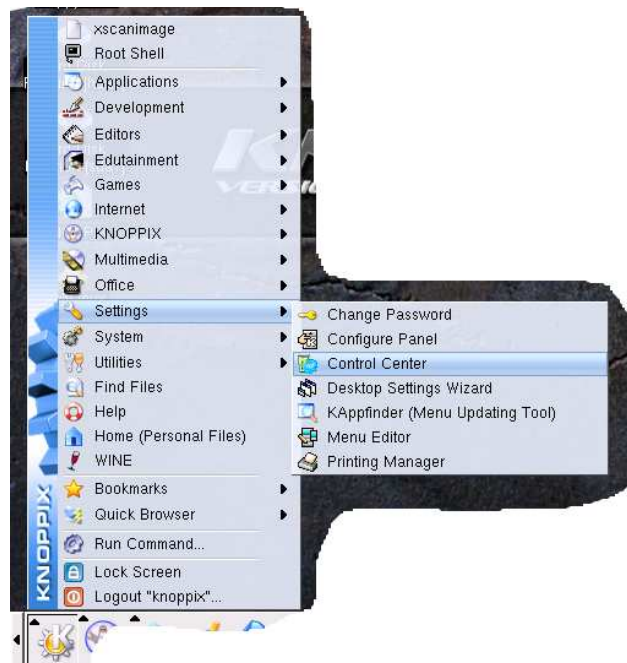 xscanimage
Root Shell
Applications
Development
Editors
Edutainment
Games
Internet
KNOPPIX
Multimedia
Office
Settings
System
Utilities
Find Files
Help
Home (Personal Files)
WINE
Bookmarks
Quick Browser
Run Command...
Lock Screen
Logout "knoppix"...
KNOPPIX
Change Password
Configure Panel
Control Center
Desktop Settings Wizard
KAppfinder (Menu Updating Tool)
Menu Editor
Printing Manager